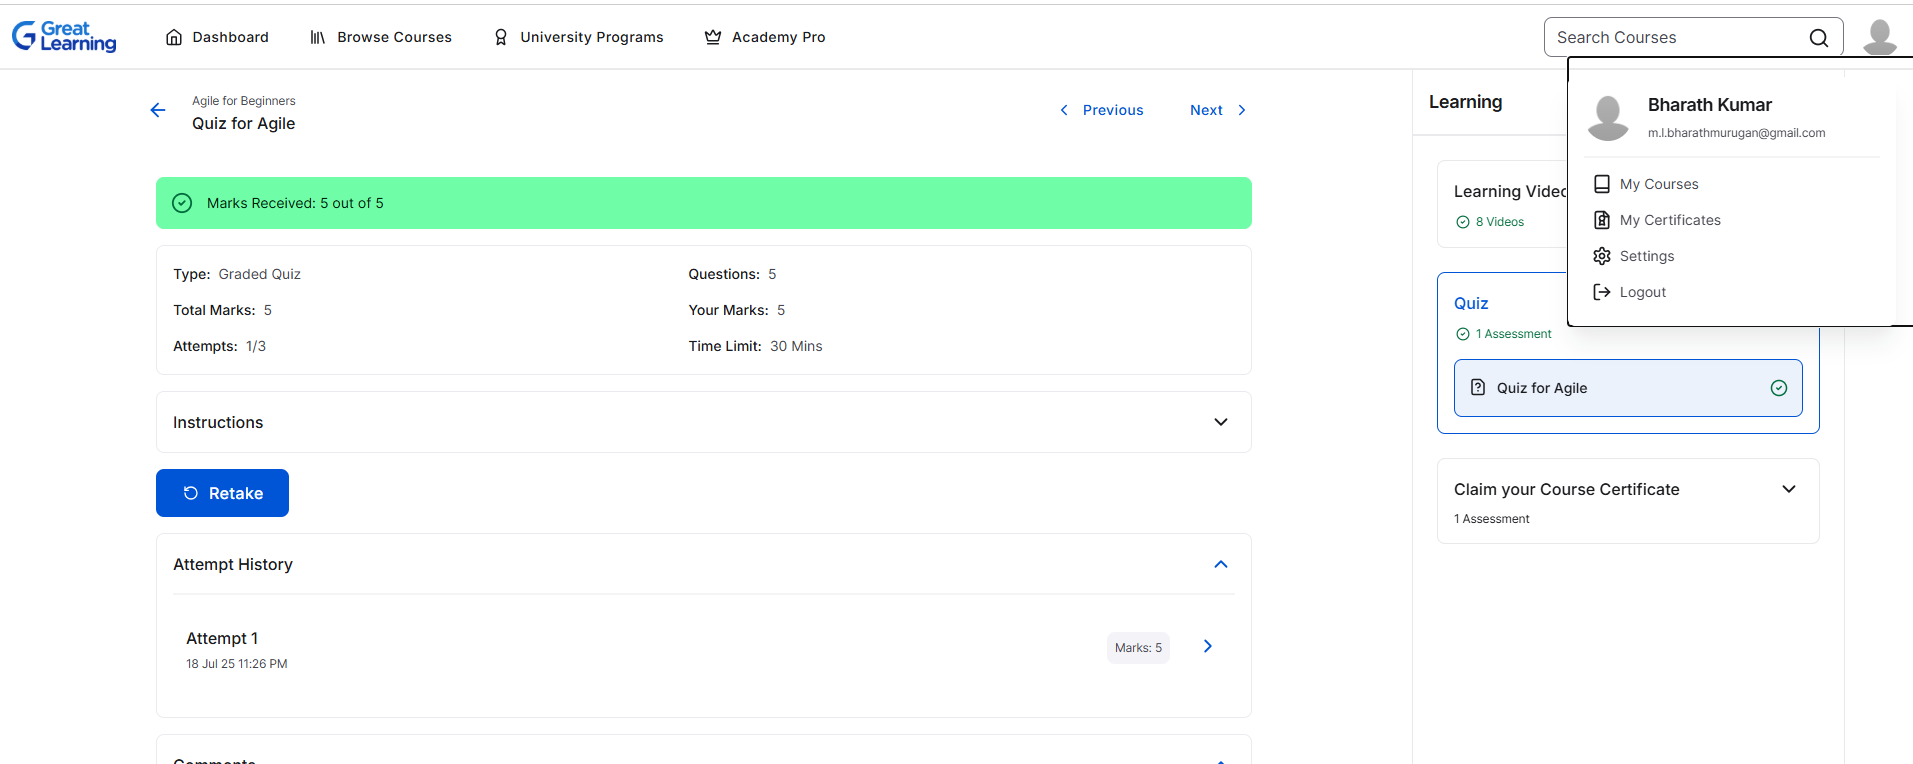 Great Learning
Dashboard
Browse Courses
University Programs
Academy Pro
Search Courses
Agile for Beginners
Quiz for Agile
Previous
Next
Marks Received: 5 out of 5
Type: Graded Quiz
Questions: 5
Total Marks: 5
Your Marks: 5
Attempts: 1/3
Time Limit: 30 Mins
Instructions
Retake
Attempt History
Attempt 1
18 Jul 25 11:26 PM
Marks: 5
Learning
Bharath Kumar
m.l.bharathmurugan@gmail.com
My Courses
My Certificates
Settings
Logout
Learning
8 Videos
Quiz
1 Assessment
Quiz for Agile
Claim your Course Certificate
1 Assessment